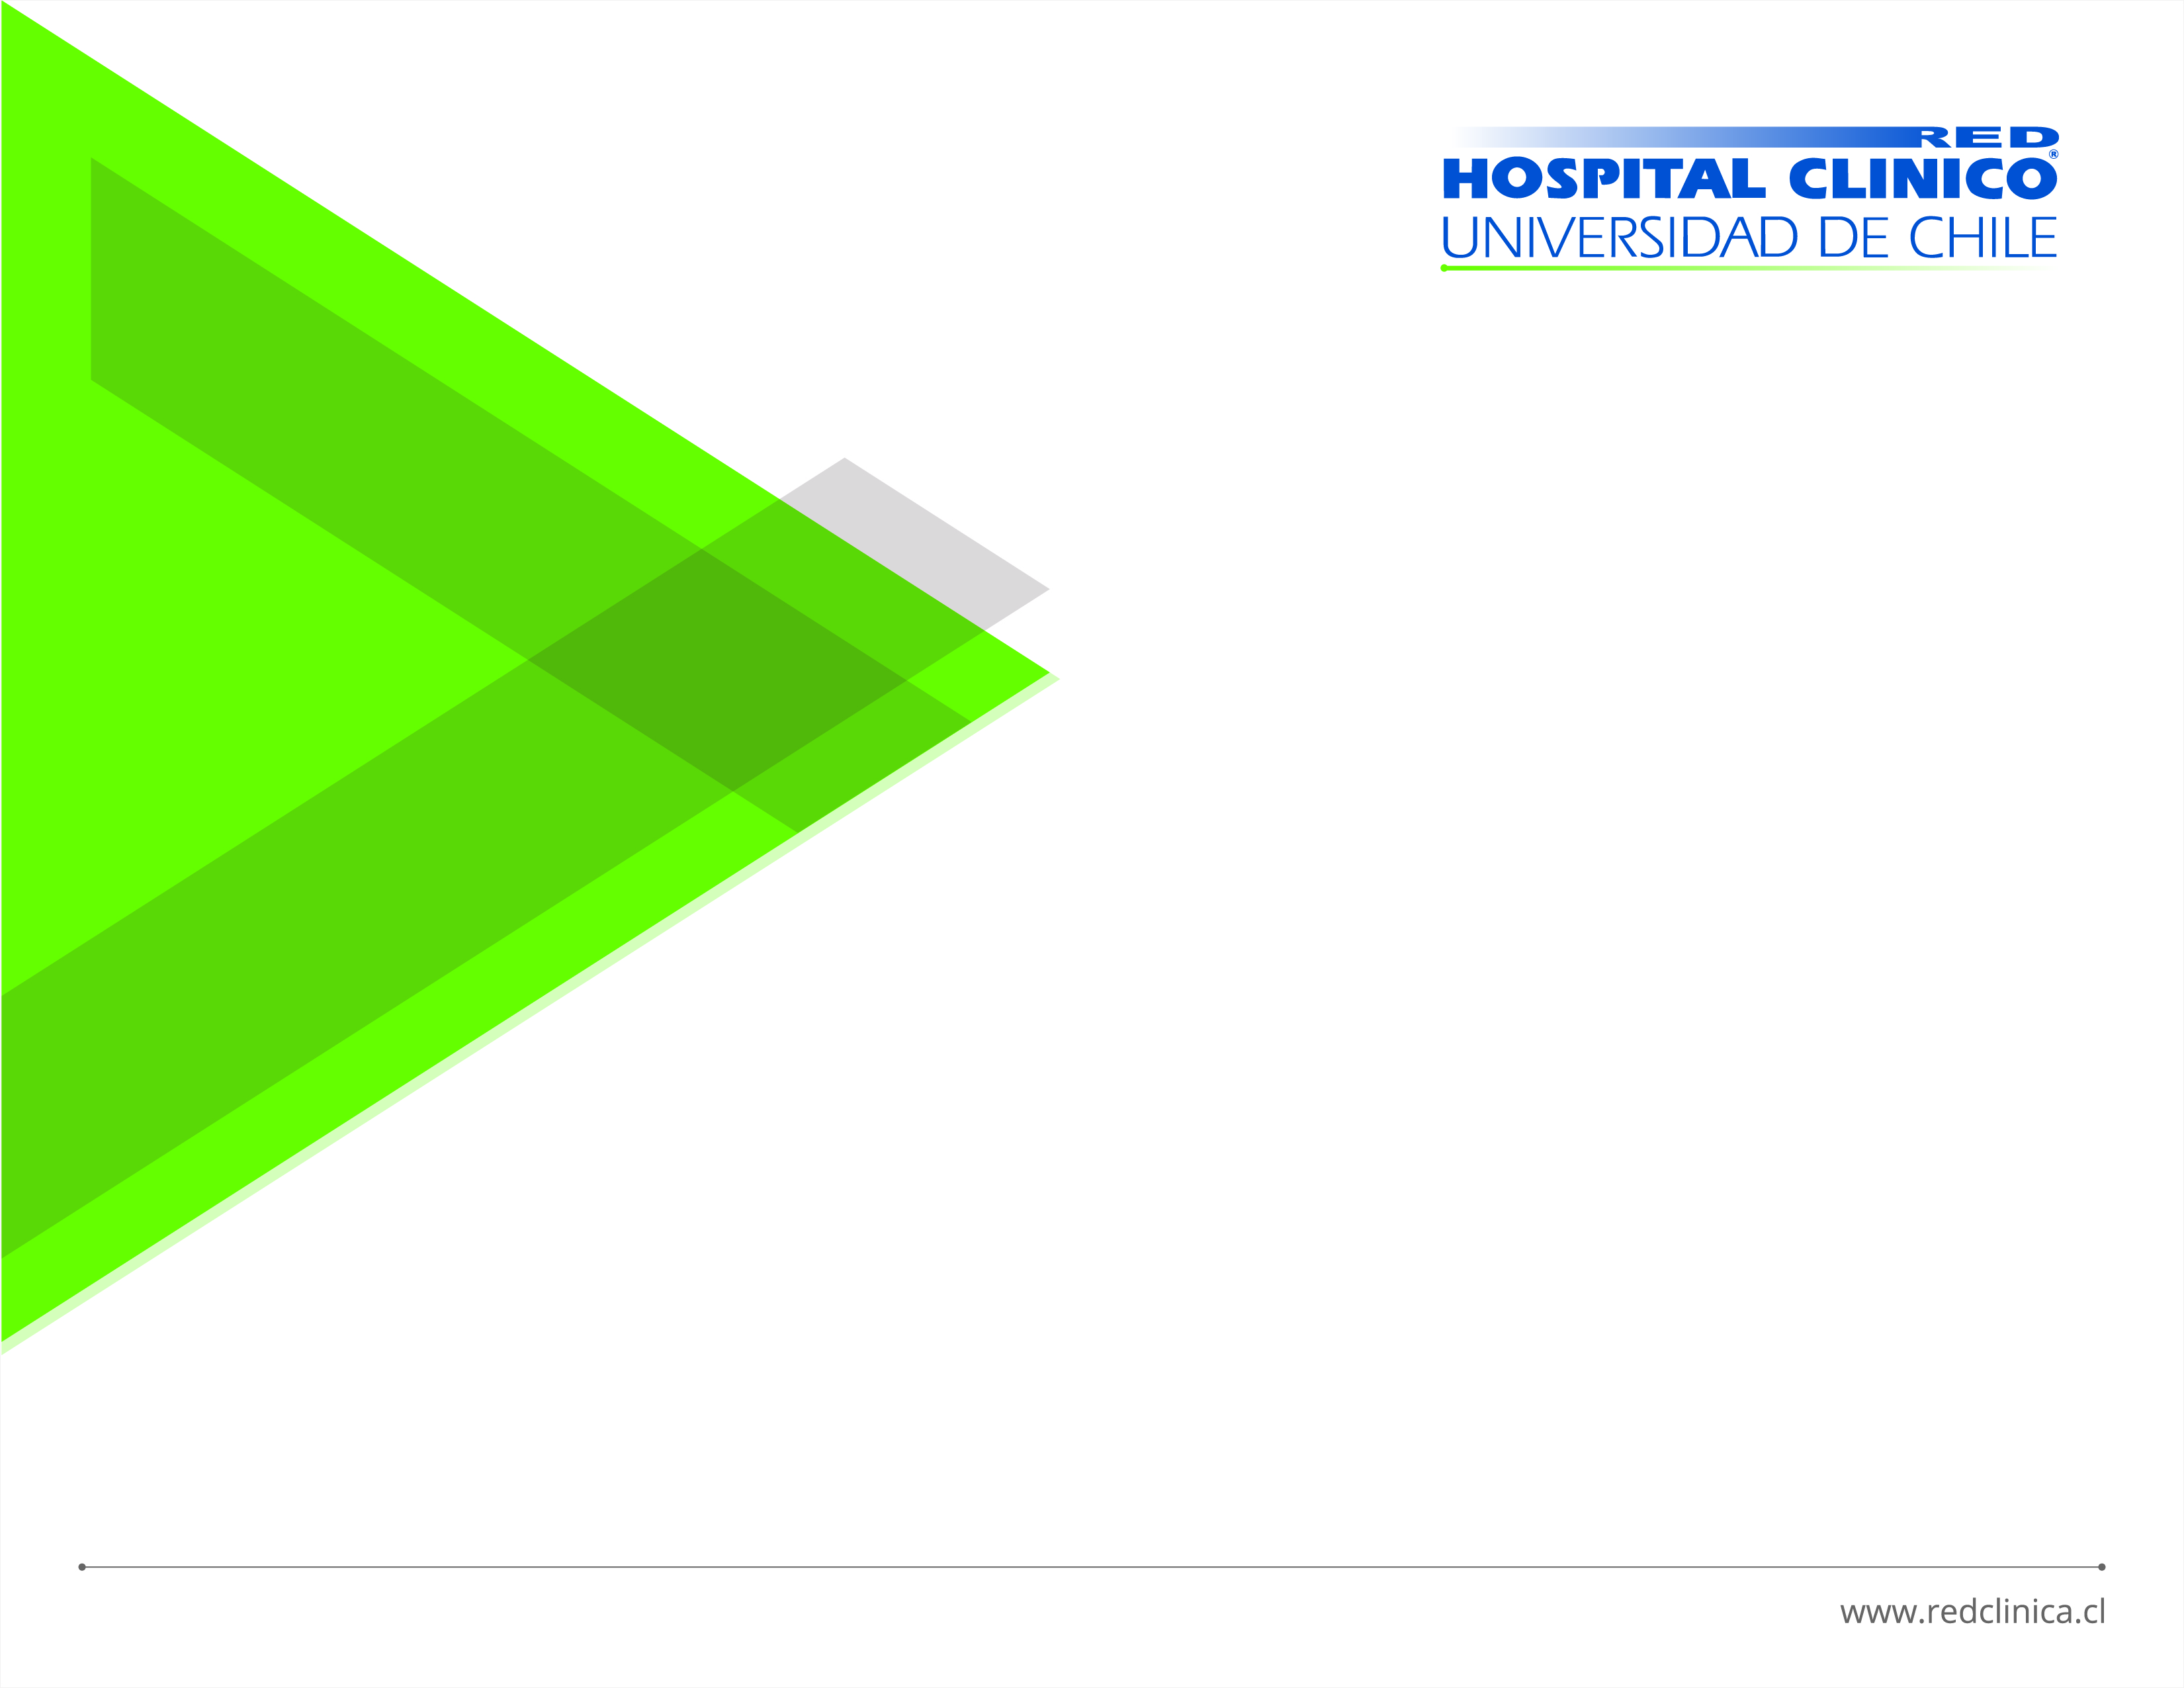 RED
HOSPITAL CLINICO®
UNIVERSIDAD DE CHILE
www.redclinica.cl